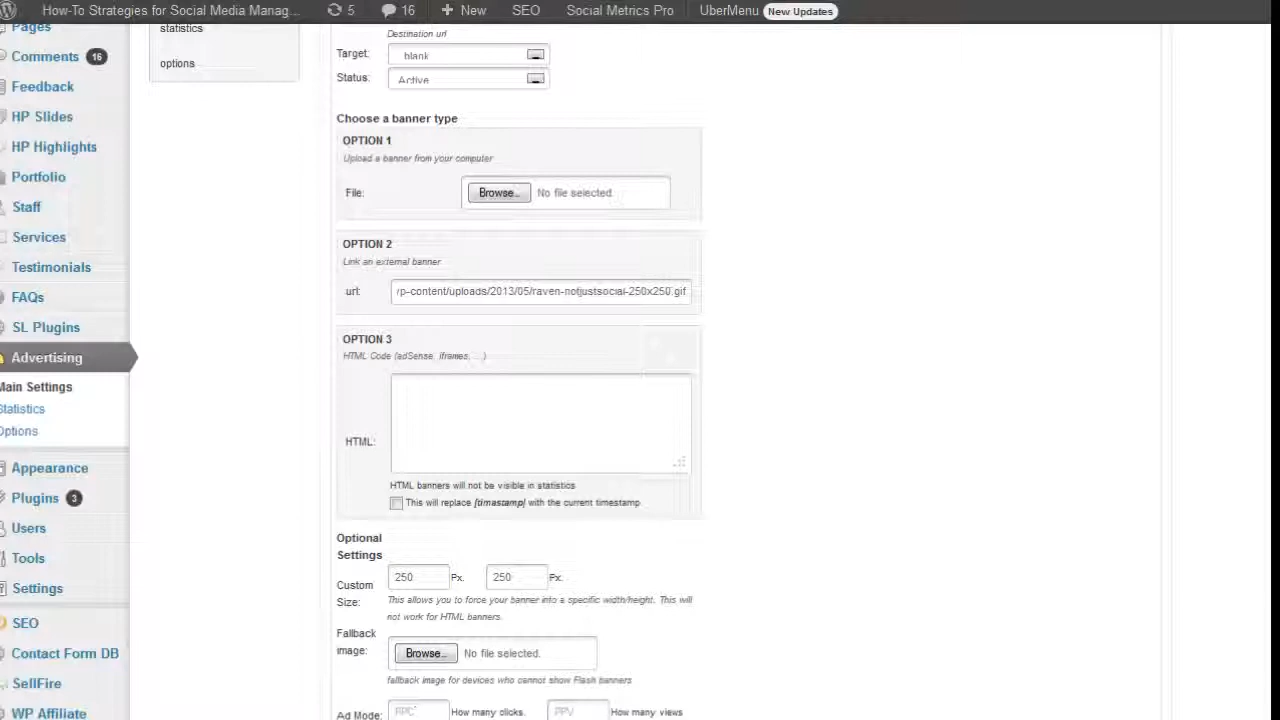 How-To Strategies for Social Media Manag... 5 16 New SEO Social Metrics Pro UberMenu New Updates
Pages
Comments 16
Feedback
HP Slides
HP Highlights
Portfolio
Staff
Services
Testimonials
FAQs
SL Plugins
Advertising
Main Settings
Statistics
Options
Appearance
Plugins 3
Users
Tools
Settings
SEO
Contact Form DB
SellFire
WP Affiliate
statistics
options
Destination url
Target: _blank
Status: Active
Choose a banner type
OPTION 1
Upload a banner from your computer
File: Browse... No file selected.
OPTION 2
Link an external banner
url: /p-content/uploads/2013/05/raven-notjustsocial-250x250.gif
OPTION 3
HTML Code (adSense, iframes, ...)
HTML:
HTML banners will not be visible in statistics
This will replace [timestamp] with the current timestamp
Optional
Settings
Custom
Size: 250 Px. 250 Px.
This allows you to force your banner into a specific width/height. This will
not work for HTML banners
Fallback
image: Browse... No file selected.
fallback image for devices who cannot show Flash banners
Ad Mode: PPC How many clicks. PPV How many views